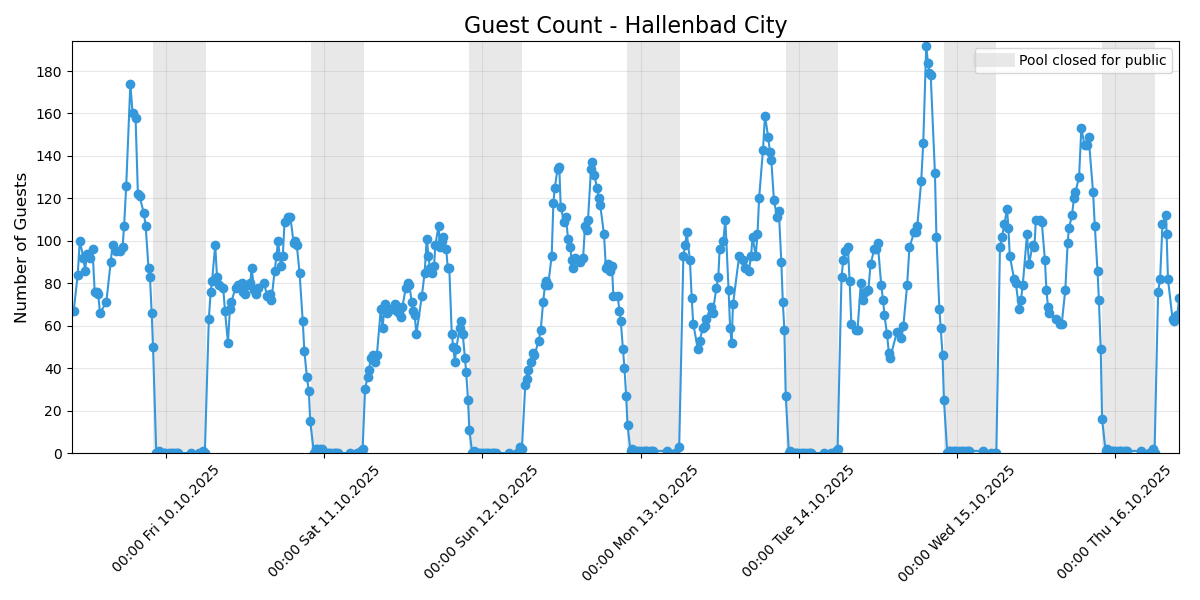 Guest Count - Hallenbad City
Pool closed for public
Number of Guests
180
160
140
120
100
80
60
40
20
0
00:00 Fri 10.10.2025
00:00 Sat 11.10.2025
00:00 Sun 12.10.2025
00:00 Mon 13.10.2025
00:00 Tue 14.10.2025
00:00 Wed 15.10.2025
00:00 Thu 16.10.2025